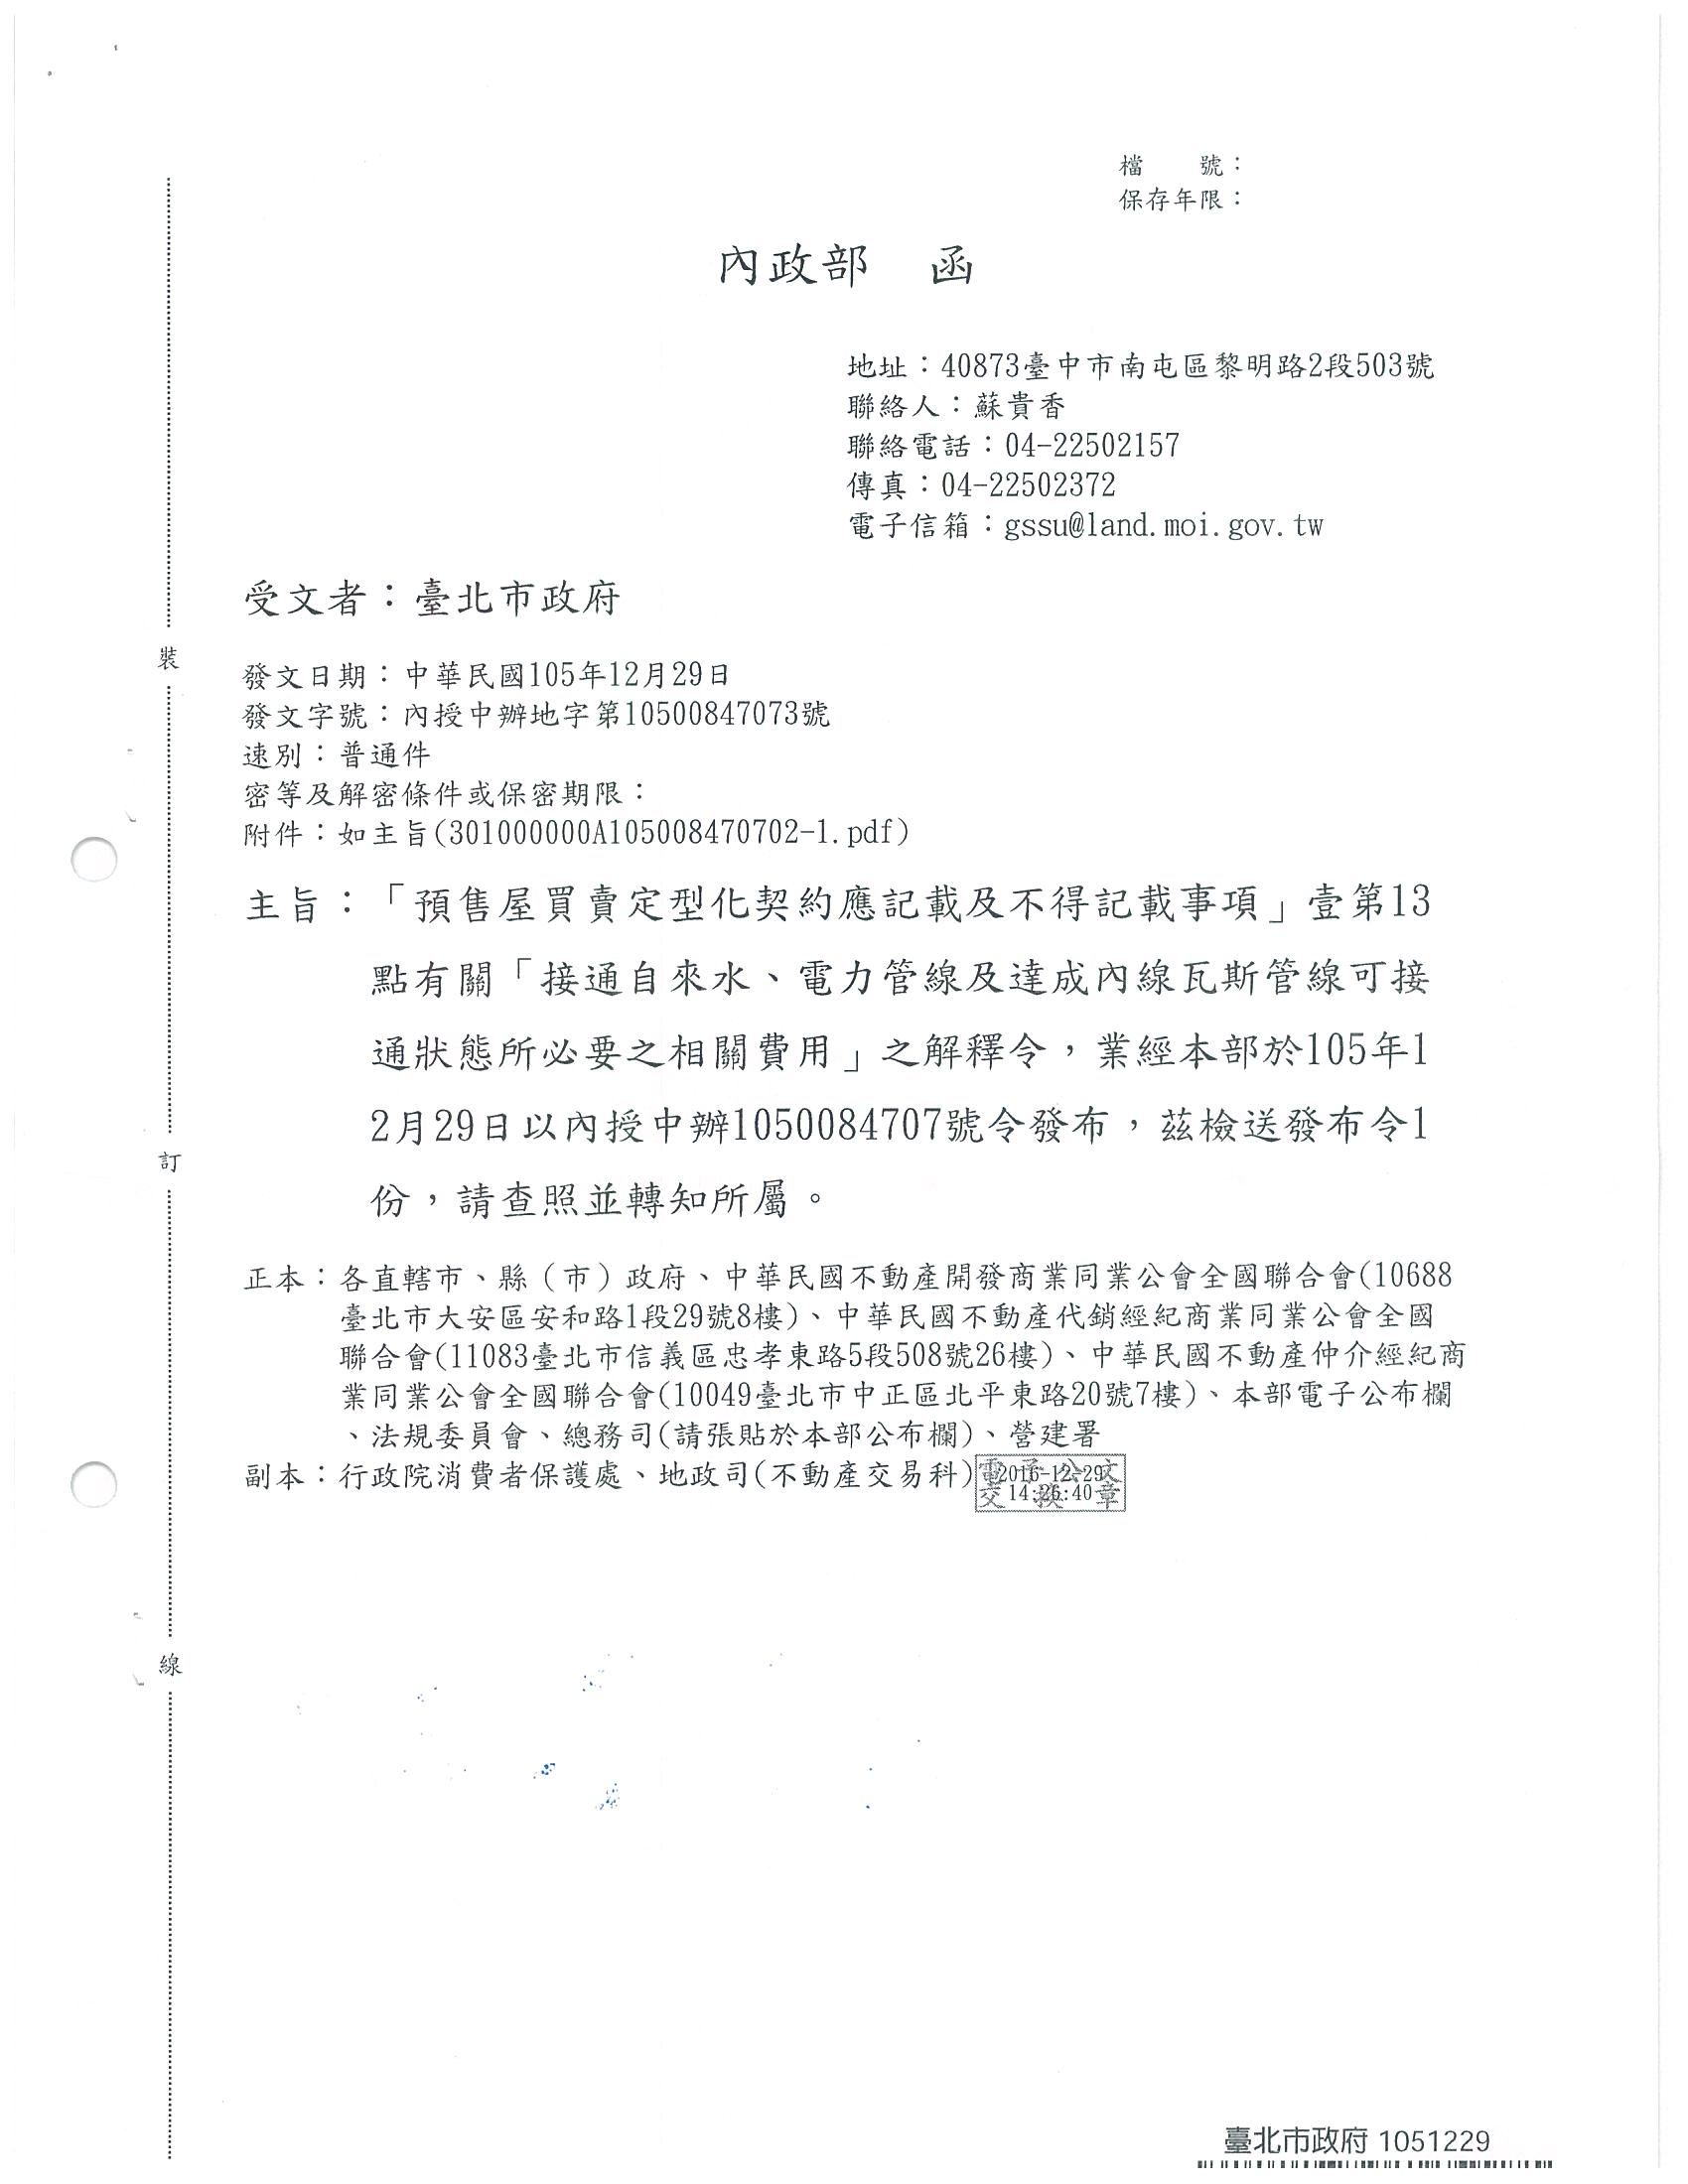 檔　　號：
保存年限：
內政部　函
地址：40873臺中市南屯區黎明路2段503號
聯絡人：蘇貴香
聯絡電話：04-22502157
傳真：04-22502372
電子信箱：gssu@land.moi.gov.tw
受文者：臺北市政府
發文日期：中華民國105年12月29日
發文字號：內授中辦地字第10500847073號
速別：普通件
密等及解密條件或保密期限：
附件：如主旨(301000000A105008470702-1.pdf)
主旨：「預售屋買賣定型化契約應記載及不得記載事項」壹第13
點有關「接通自來水、電力管線及達成內線瓦斯管線可接
通狀態所必要之相關費用」之解釋令，業經本部於105年1
2月29日以內授中辦1050084707號令發布，茲檢送發布令1
份，請查照並轉知所屬。
正本：各直轄市、縣（市）政府、中華民國不動產開發商業同業公會全國聯合會(10688
臺北市大安區安和路1段29號8樓)、中華民國不動產代銷經紀商業同業公會全國
聯合會(11083臺北市信義區忠孝東路5段508號26樓)、中華民國不動產仲介經紀商
業同業公會全國聯合會(10049臺北市中正區北平東路20號7樓)、本部電子公布欄
、法規委員會、總務司(請張貼於本部公布欄)、營建署
副本：行政院消費者保護處、地政司(不動產交易科)
電子公文
交換章
2016-12-29
14:26:40
裝
訂
線
臺北市政府 1051229